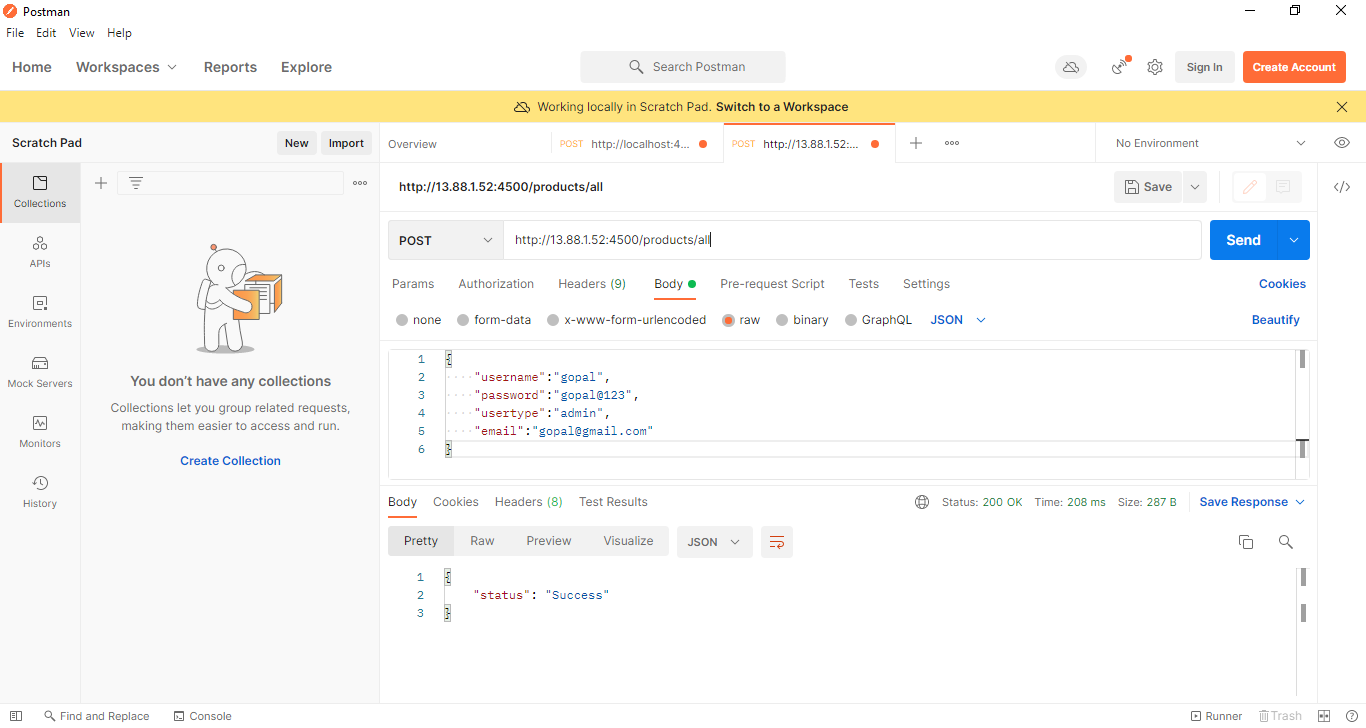 Postman
File Edit View Help
Home Workspaces Reports Explore Search Postman Sign In Create Account
Working locally in Scratch Pad. Switch to a Workspace
Scratch Pad New Import Overview POST http://localhost:4... POST http://13.88.1.52:... No Environment
http://13.88.1.52:4500/products/all Save
Collections
APIs
Environments
Mock Servers
Monitors
History
You don't have any collections
Collections let you group related requests,
making them easier to access and run.
Create Collection
POST http://13.88.1.52:4500/products/all Send
Params Authorization Headers (9) Body Pre-request Script Tests Settings Cookies
none form-data x-www-form-urlencoded raw binary GraphQL JSON Beautify
1 {
2 "username":"gopal",
3 "password":"gopal@123",
4 "usertype":"admin",
5 "email":"gopal@gmail.com"
6 }
Body Cookies Headers (8) Test Results Status: 200 OK Time: 208 ms Size: 287 B Save Response
Pretty Raw Preview Visualize JSON
1 {
2 "status": "Success"
3 }
Find and Replace Console Runner Trash